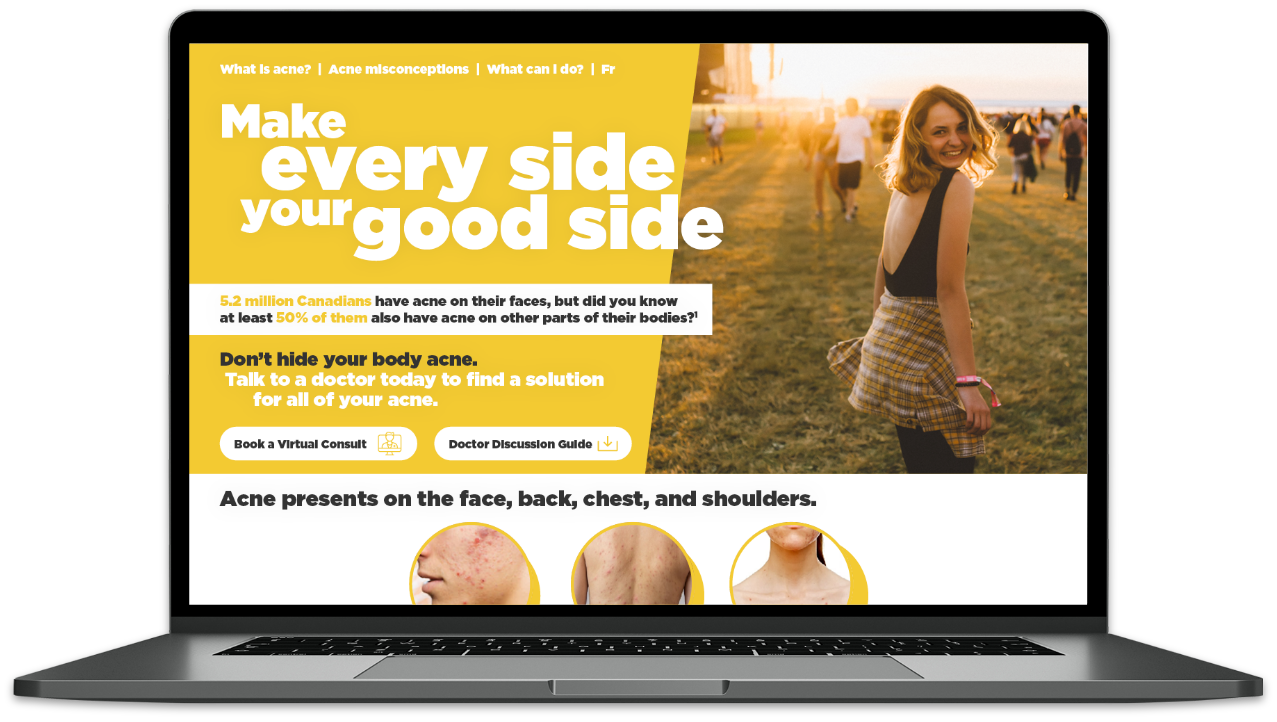 What is acne? | Acne misconceptions | What can I do? | Fr
Make
every side
your good side
5.2 million Canadians have acne on their faces, but did you know
at least 50% of them also have acne on other parts of their bodies?¹
Don't hide your body acne.
Talk to a doctor today to find a solution
for all of your acne.
Book a Virtual Consult
Doctor Discussion Guide
Acne presents on the face, back, chest, and shoulders.